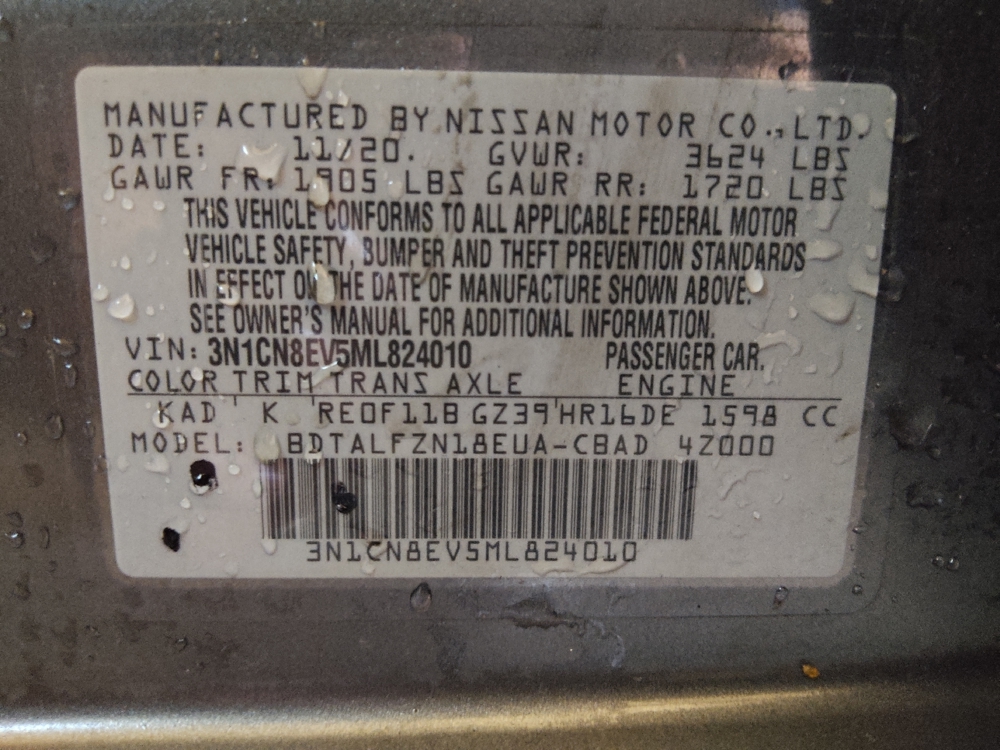 MANUFACTURED BY NISSAN MOTOR CO.,LTD.
DATE: 11/20. GVWR: 3624 LBS
GAWR FR: 1905 LBS GAWR RR: 1720 LBS
THIS VEHICLE CONFORMS TO ALL APPLICABLE FEDERAL MOTOR
VEHICLE SAFETY, BUMPER AND THEFT PREVENTION STANDARDS
IN EFFECT ON THE DATE OF MANUFACTURE SHOWN ABOVE.
SEE OWNER'S MANUAL FOR ADDITIONAL INFORMATION.
VIN: 3N1CN8EV5ML824010 PASSENGER CAR.
COLOR TRIM TRANS AXLE ENGINE
KAD K RE0F11B GZ39 HR16DE 1598 CC
MODEL: BDTALFZN18EUA-CBAD 4Z000
3N1CN8EV5ML824010